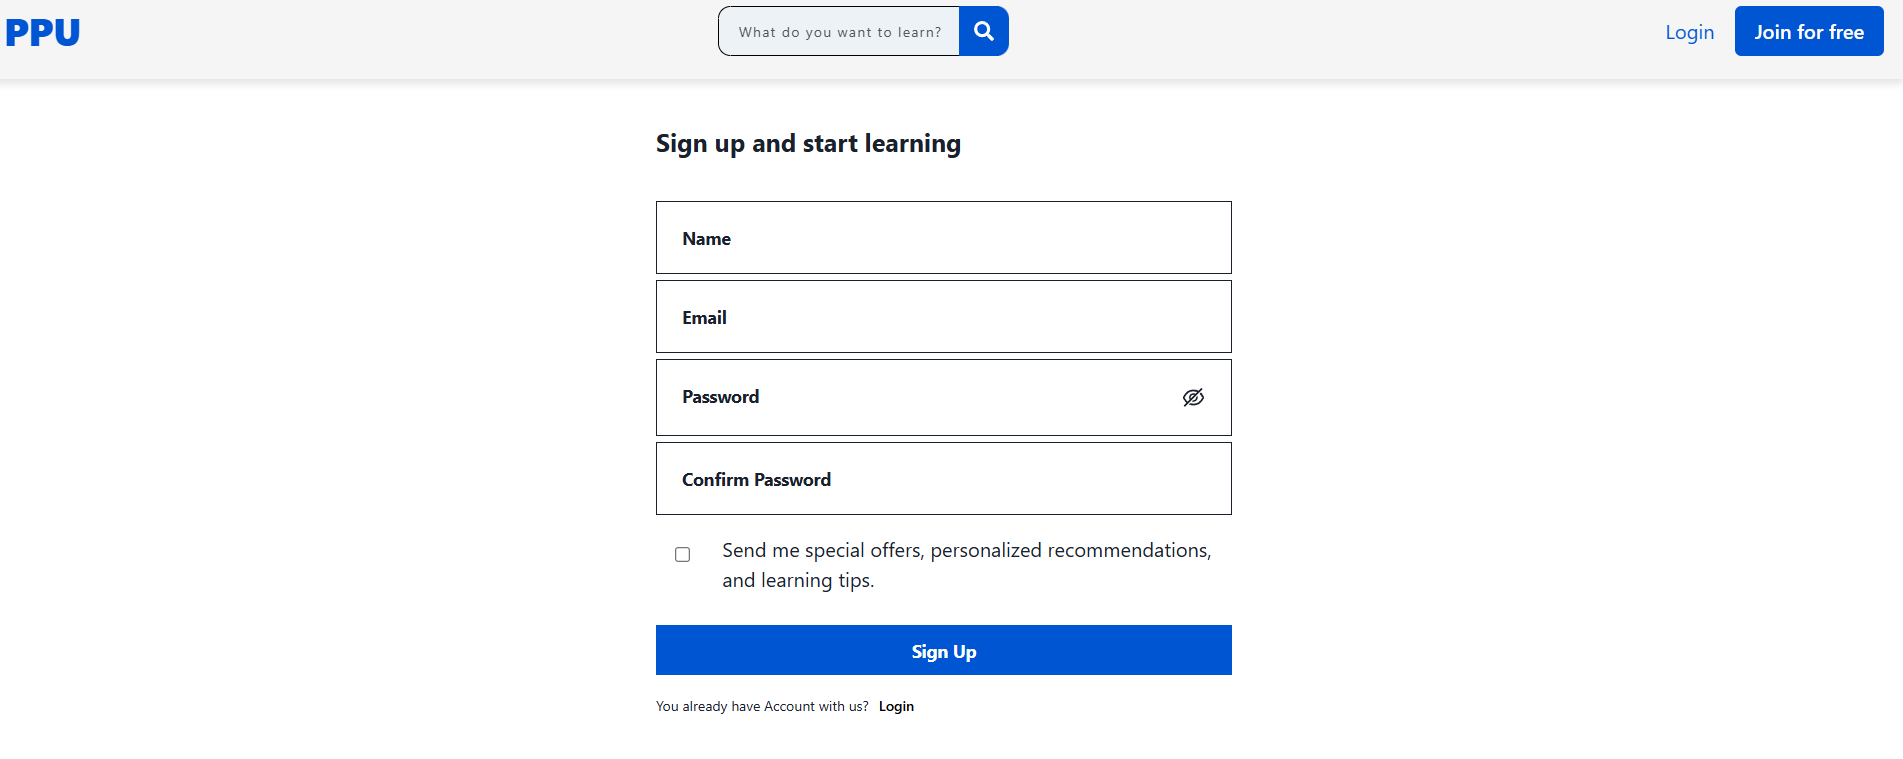 PPU
What do you want to learn?
Login
Join for free
Sign up and start learning
Name
Email
Password
Confirm Password
Send me special offers, personalized recommendations,
and learning tips.
Sign Up
You already have Account with us? Login